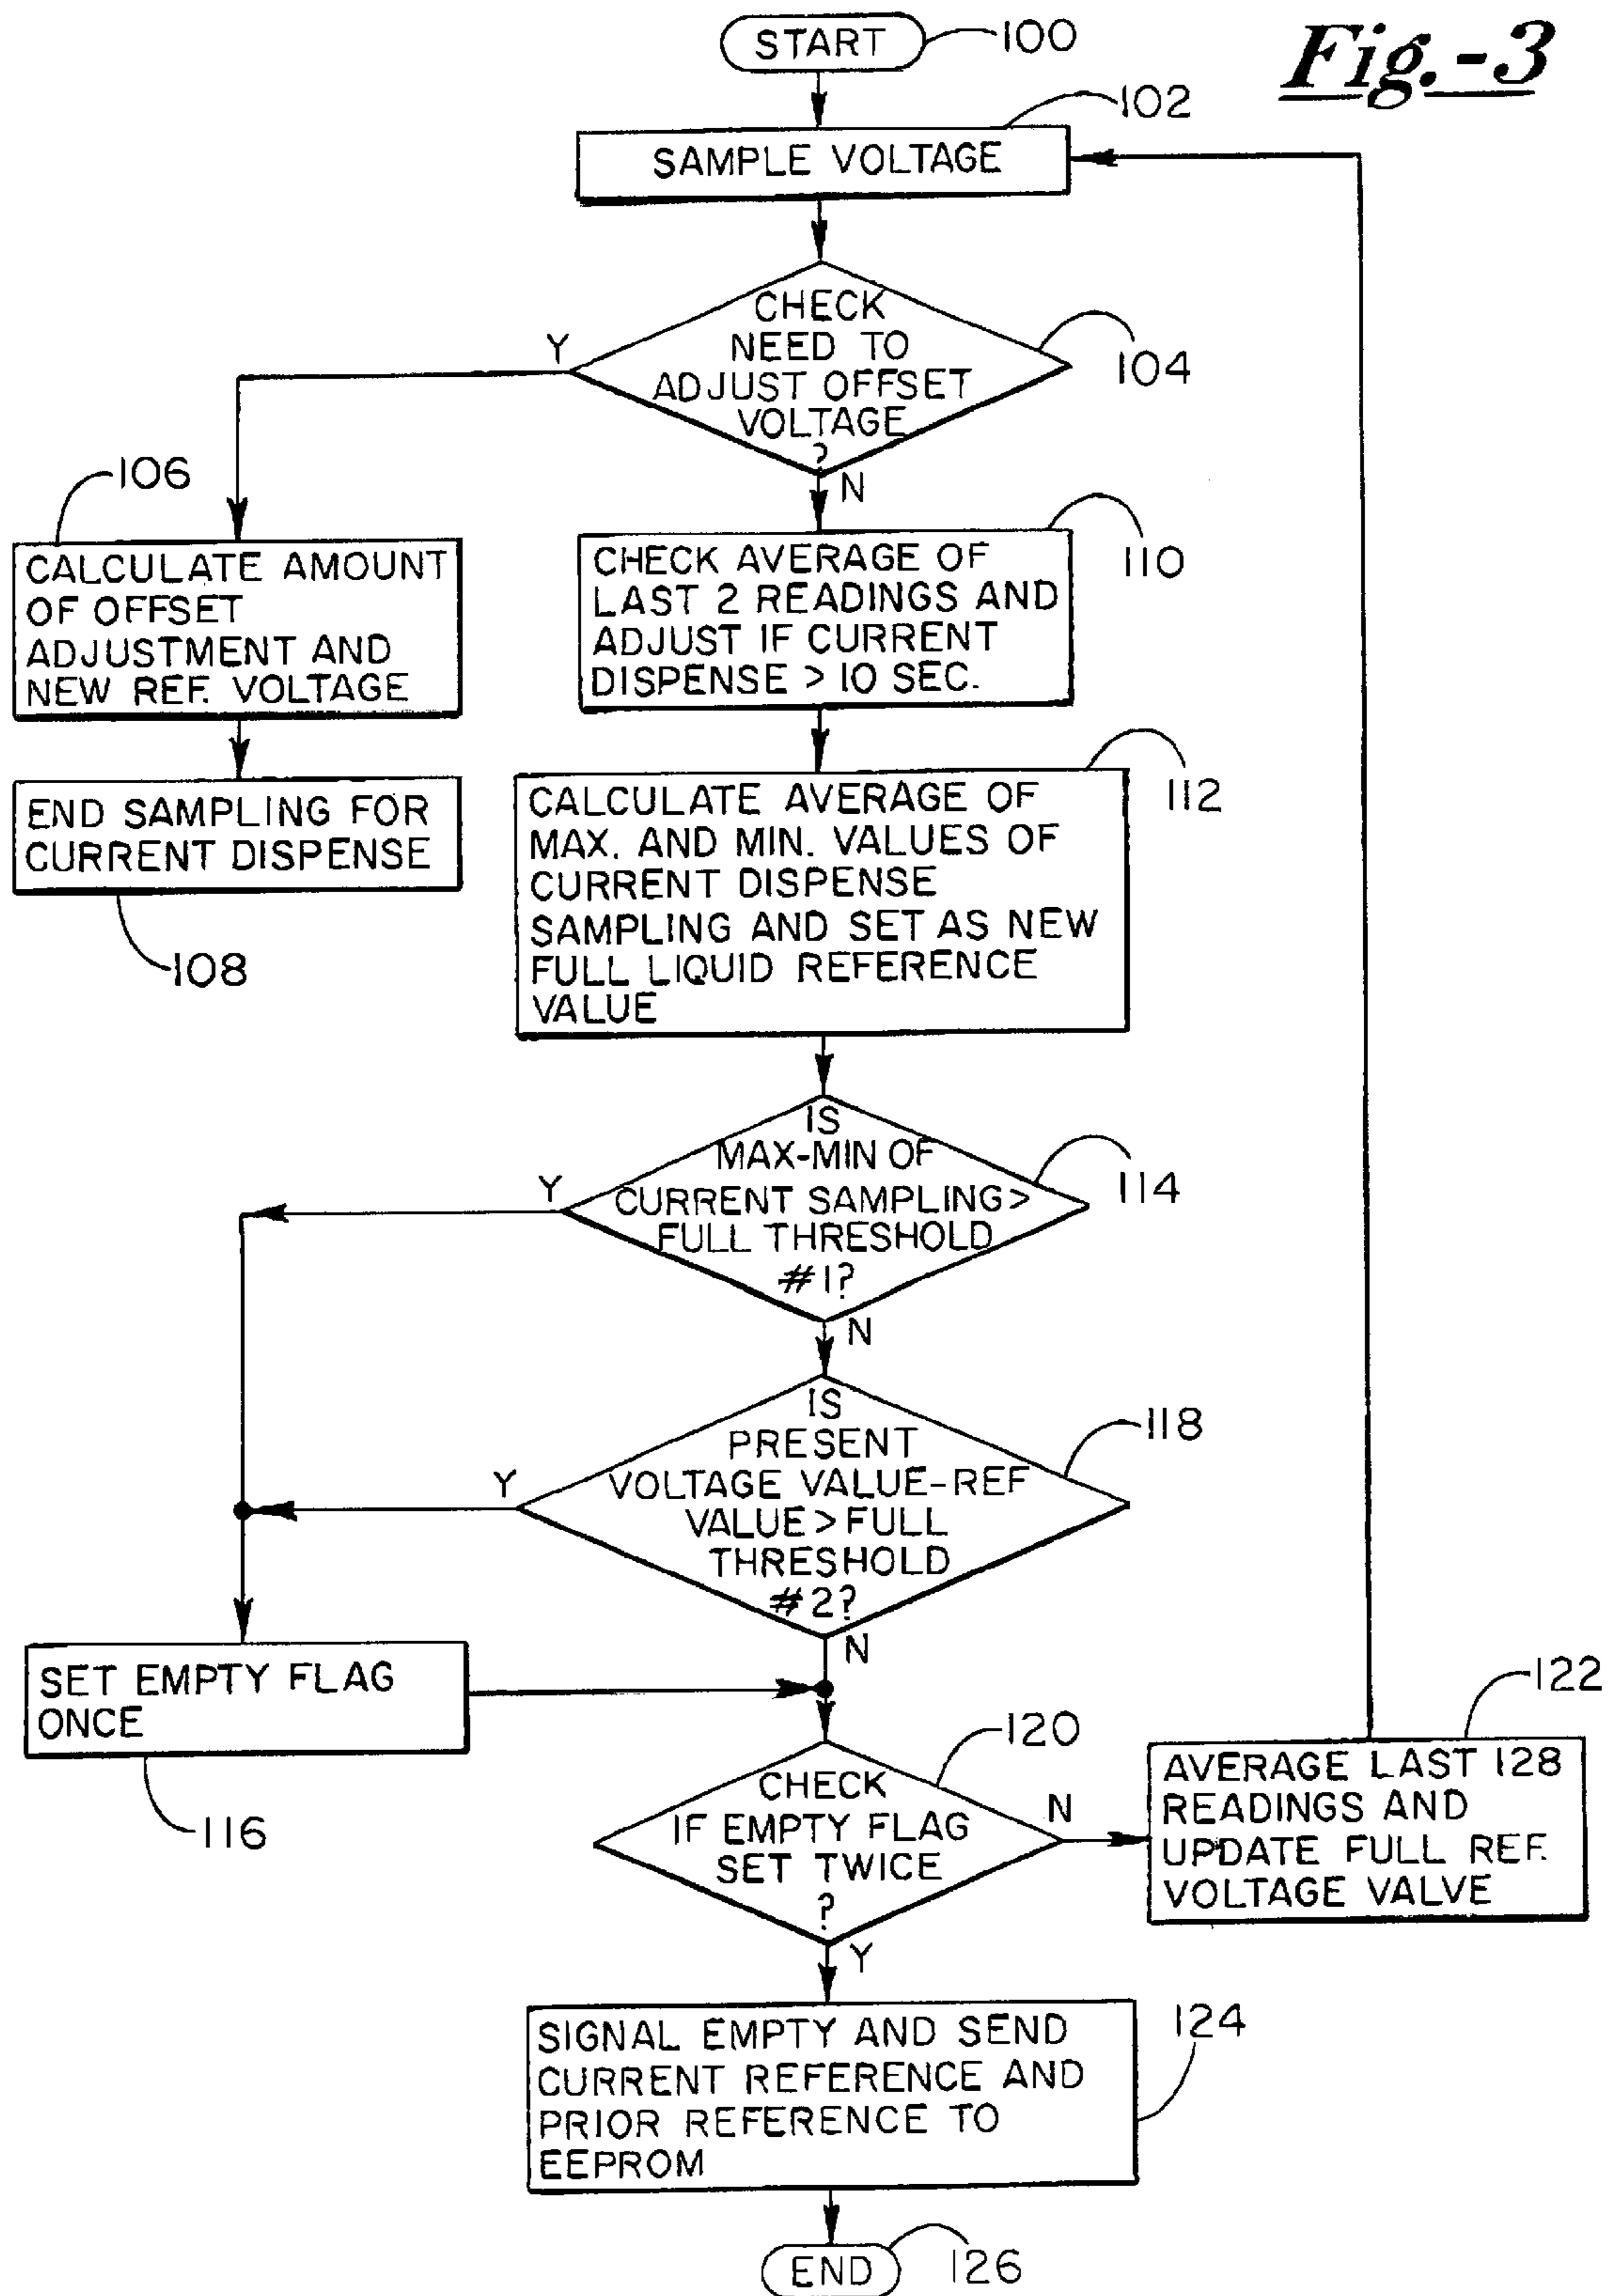 START
100
Fig.-3
102
SAMPLE VOLTAGE
CHECK
NEED TO
ADJUST OFFSET
VOLTAGE
?
104
Y
N
106
CALCULATE AMOUNT
OF OFFSET
ADJUSTMENT AND
NEW REF. VOLTAGE
END SAMPLING FOR
CURRENT DISPENSE
108
110
CHECK AVERAGE OF
LAST 2 READINGS AND
ADJUST IF CURRENT
DISPENSE > 10 SEC.
112
CALCULATE AVERAGE OF
MAX. AND MIN. VALUES OF
CURRENT DISPENSE
SAMPLING AND SET AS NEW
FULL LIQUID REFERENCE
VALUE
IS
MAX-MIN OF
CURRENT SAMPLING >
FULL THRESHOLD
#1?
114
Y
N
IS
PRESENT
VOLTAGE VALUE-REF
VALUE > FULL
THRESHOLD
#2?
118
Y
N
SET EMPTY FLAG
ONCE
116
CHECK
IF EMPTY FLAG
SET TWICE
?
120
N
Y
122
AVERAGE LAST 128
READINGS AND
UPDATE FULL REF.
VOLTAGE VALVE
SIGNAL EMPTY AND SEND
CURRENT REFERENCE AND
PRIOR REFERENCE TO
EEPROM
124
END
126